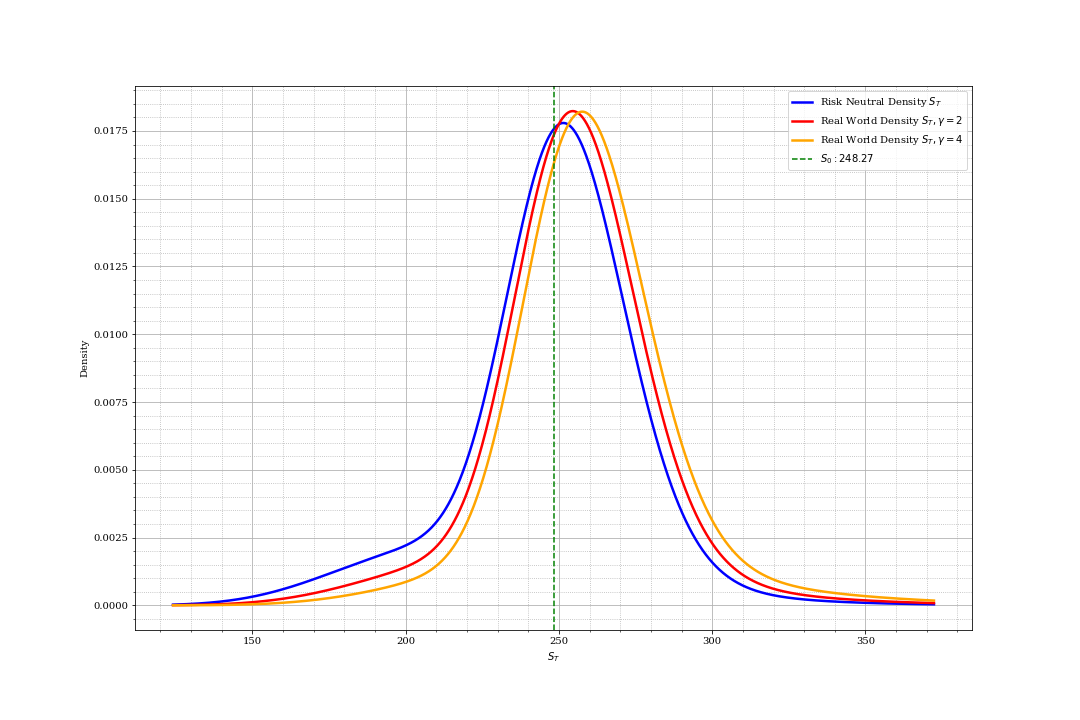 Risk Neutral Density S_T
Real World Density S_T, γ = 2
Real World Density S_T, γ = 4
S_0 : 248.27
0.0175
0.0150
0.0125
0.0100
0.0075
0.0050
0.0025
0.0000
Density
150
200
250
300
350
S_T